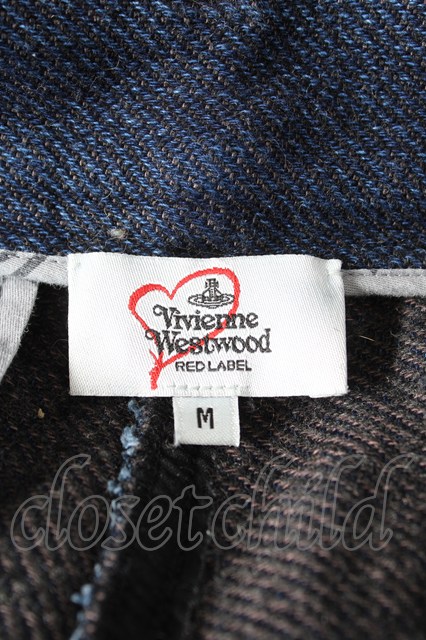 Vivienne
Westwood
RED LABEL
M
closetchild